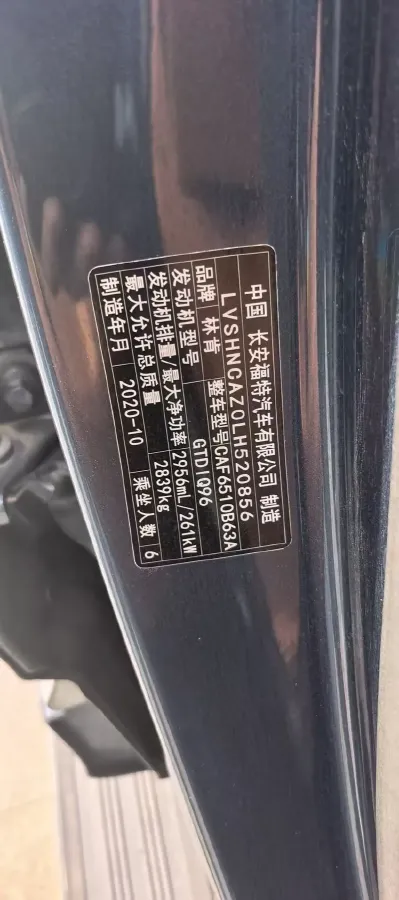 中国 长安福特汽车有限公司 制造
LVSHNCAZ0LH520856
品牌 林肯 整车型号CAF6510B63A
发动机型号 GTDIQ96
发动机排量/最大净功率 2956ml/261kW
最大允许总质量 2839kg
制造年月 2020-10 乘坐人数 6